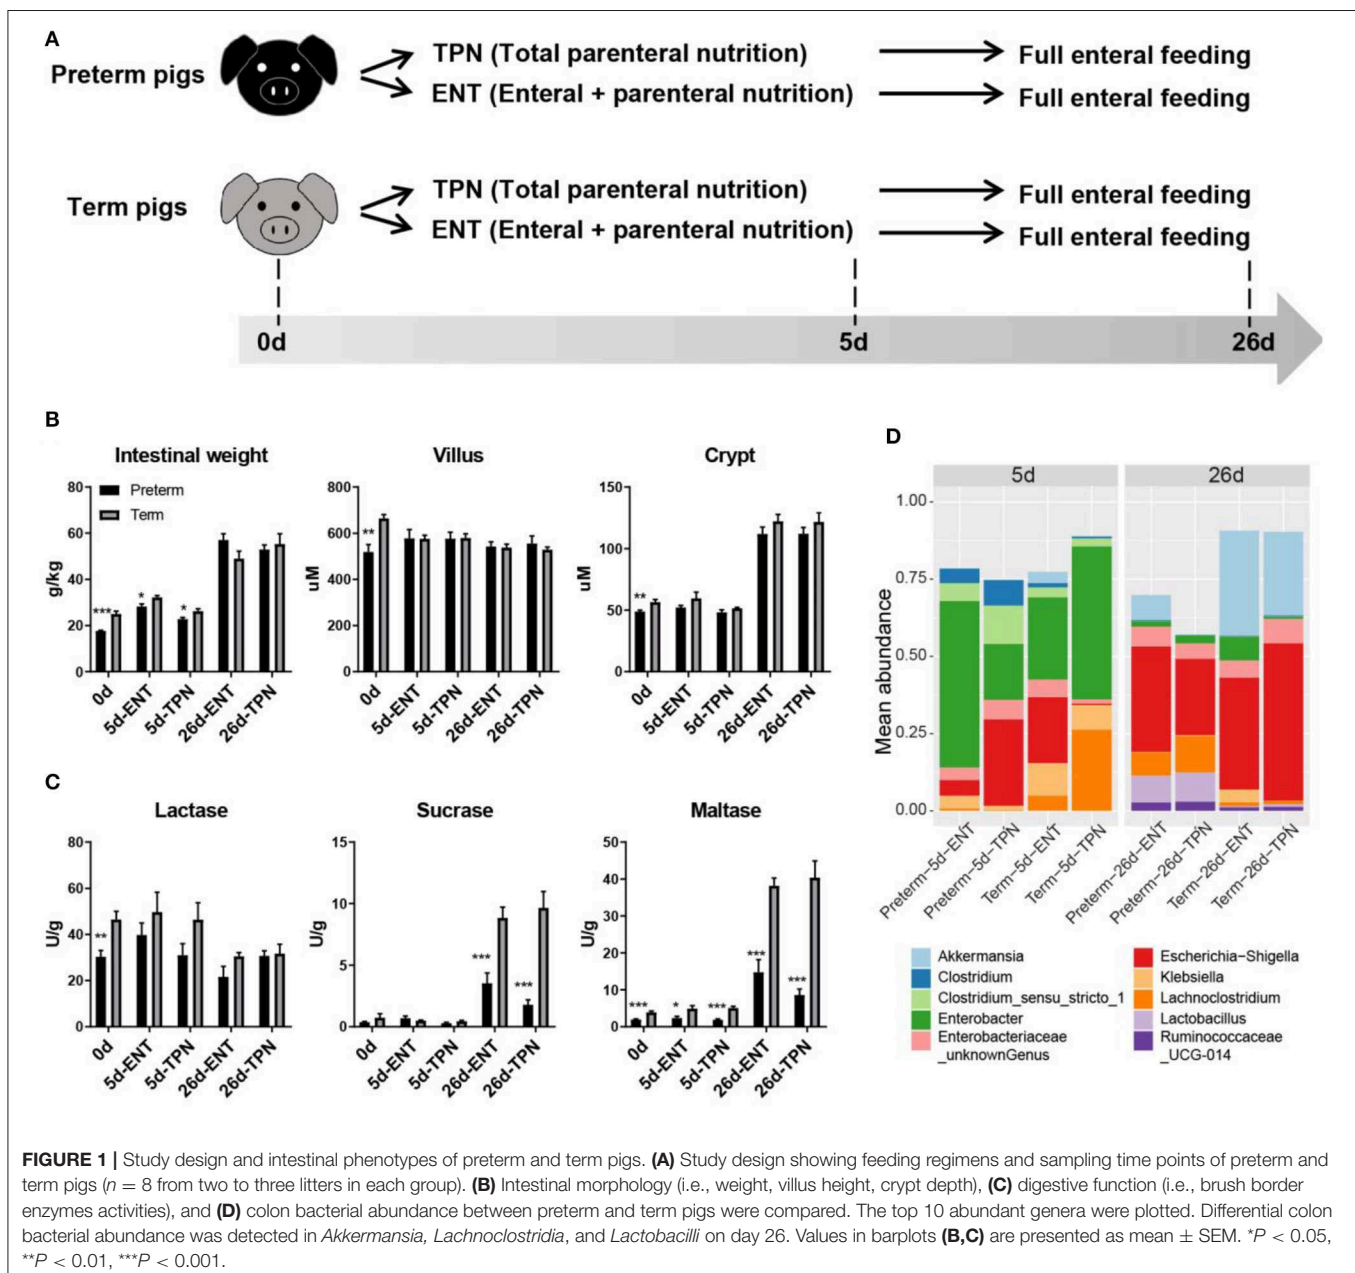 A
Preterm pigs
TPN (Total parenteral nutrition)
Full enteral feeding
ENT (Enteral + parenteral nutrition)
Full enteral feeding
Term pigs
TPN (Total parenteral nutrition)
Full enteral feeding
ENT (Enteral + parenteral nutrition)
Full enteral feeding
0d
5d
26d
B
Intestinal weight
80
60
40
20
0
g/kg
Preterm
Term
***
*
*
0d
5d-ENT
5d-TPN
26d-ENT
26d-TPN
Villus
800
600
400
200
0
uM
**
0d
5d-ENT
5d-TPN
26d-ENT
26d-TPN
Crypt
150
100
50
0
uM
**
0d
5d-ENT
5d-TPN
26d-ENT
26d-TPN
C
Lactase
80
60
40
20
0
U/g
**
0d
5d-ENT
5d-TPN
26d-ENT
26d-TPN
Sucrase
15
10
5
0
U/g
***
***
0d
5d-ENT
5d-TPN
26d-ENT
26d-TPN
Maltase
50
40
30
20
10
0
U/g
***
*
***
***
***
0d
5d-ENT
5d-TPN
26d-ENT
26d-TPN
D
5d
26d
1.00
0.75
0.50
0.25
0.00
Mean abundance
Preterm−5d−ENT
Preterm−5d−TPN
Term−5d−ENT
Term−5d−TPN
Preterm−26d−ENT
Preterm−26d−TPN
Term−26d−ENT
Term−26d−TPN
Akkermansia
Clostridium
Clostridium_sensu_stricto_1
Enterobacter
Enterobacteriaceae
_unknownGenus
Escherichia−Shigella
Klebsiella
Lachnoclostridium
Lactobacillus
Ruminococcaceae
_UCG-014
FIGURE 1 | Study design and intestinal phenotypes of preterm and term pigs. (A) Study design showing feeding regimens and sampling time points of preterm and
term pigs (n = 8 from two to three litters in each group). (B) Intestinal morphology (i.e., weight, villus height, crypt depth), (C) digestive function (i.e., brush border
enzymes activities), and (D) colon bacterial abundance between preterm and term pigs were compared. The top 10 abundant genera were plotted. Differential colon
bacterial abundance was detected in Akkermansia, Lachnoclostridia, and Lactobacilli on day 26. Values in barplots (B,C) are presented as mean ± SEM. *P < 0.05,
**P < 0.01, ***P < 0.001.